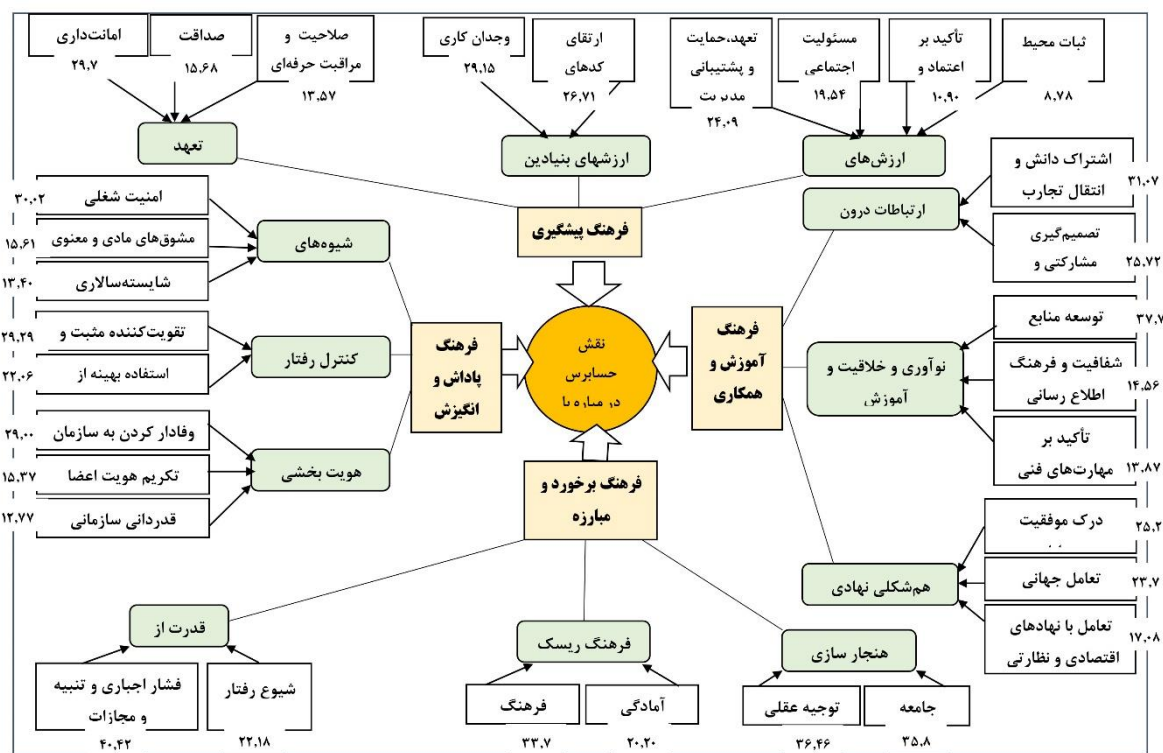 ثبات محیط
۸,۷۸
تأکید بر
اعتماد و
۱۰,۹۰
مسئولیت
اجتماعی
۱۹,۵۴
تعهد،حمایت
و پشتیبانی
مدیریت
۲۴,۰۹
ارتقای
کدهای
۲۶,۷۱
وجدان کاری
۲۹,۱۵
صلاحیت و
مراقبت حرفه‌ای
۱۳,۵۷
صداقت
۱۵,۶۸
امانت‌داری
۲۹,۷
ارزش‌های
ارزشهای بنیادین
تعهد
فرهنگ پیشگیری
اشتراک دانش و
انتقال تجارب
۳۱,۰۷
تصمیم‌گیری
مشارکتی و
۲۵,۷۲
ارتباطات درون
توسعه منابع
۳۷,۷
شفافیت و فرهنگ
اطلاع رسانی
۱۴,۵۶
تأکید بر
مهارت‌های فنی
۱۳,۸۷
نوآوری و خلاقیت و
آموزش
درک موفقیت
۲۵,۲
تعامل جهانی
۲۳,۷
تعامل با نهادهای
اقتصادی و نظارتی
۱۷,۰۸
هم‌شکلی نهادی
فرهنگ
آموزش و
همکاری
نقش
حسابرس
فرهنگ
پاداش و
انگیزش
شیوه‌های
امنیت شغلی
۳۰,۰۲
مشوق‌های مادی و معنوی
۱۵,۶۱
شایسته‌سالاری
۱۳,۴۰
کنترل رفتار
تقویت‌کننده مثبت و
۲۹,۲۹
استفاده بهینه از
۲۲,۰۶
هویت بخشی
وفادار کردن به سازمان
۲۹,۰۰
تکریم هویت اعضا
۱۵,۳۷
قدردانی سازمانی
۱۲,۷۷
فرهنگ برخورد و
مبارزه
هنجار سازی
فرهنگ ریسک
قدرت از
جامعه
۳۵,۸
توجیه عقلی
۳۶,۴۶
آمادگی
۲۰,۲۰
فرهنگ
۳۳,۷
شیوع رفتار
۲۲,۱۸
فشار اجباری و تنبیه
و مجازات
۴۰,۴۲